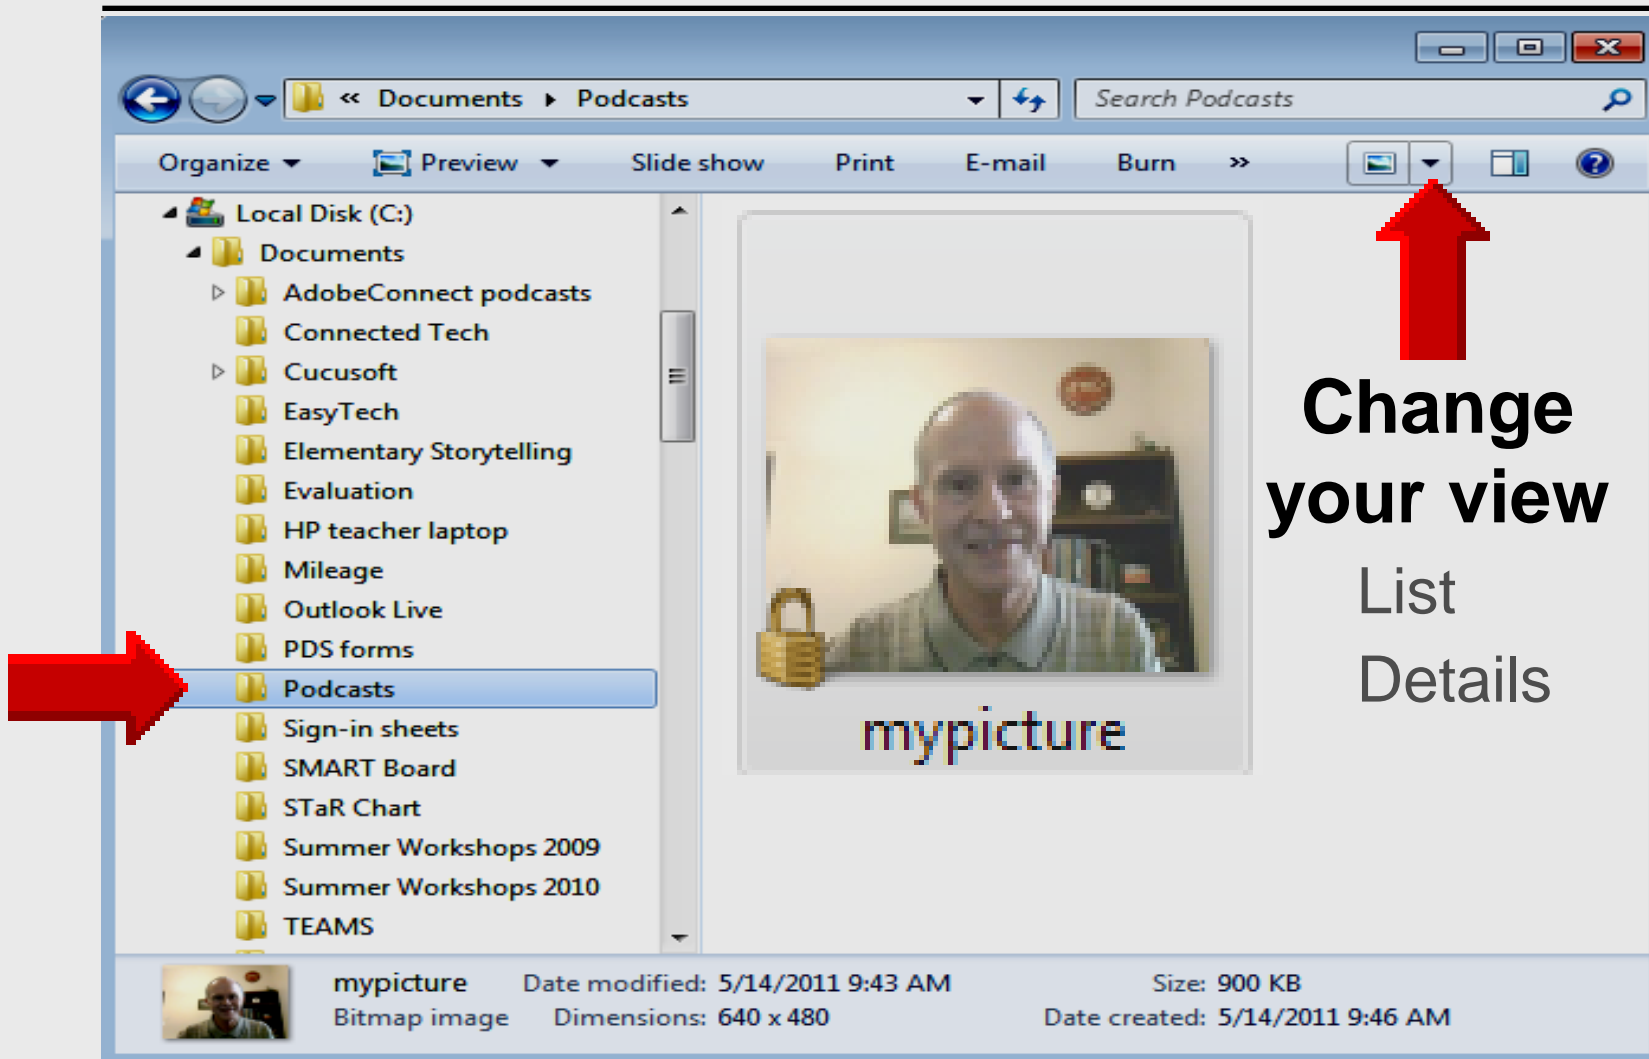 « Documents ▸ Podcasts
Search Podcasts
Organize Preview Slide show Print E-mail Burn »
Local Disk (C:)
Documents
AdobeConnect podcasts
Connected Tech
Cucusoft
EasyTech
Elementary Storytelling
Evaluation
HP teacher laptop
Mileage
Outlook Live
PDS forms
Podcasts
Sign-in sheets
SMART Board
STaR Chart
Summer Workshops 2009
Summer Workshops 2010
TEAMS
mypicture
Change
your view
List
Details
mypicture Date modified: 5/14/2011 9:43 AM Size: 900 KB
Bitmap image Dimensions: 640 x 480 Date created: 5/14/2011 9:46 AM